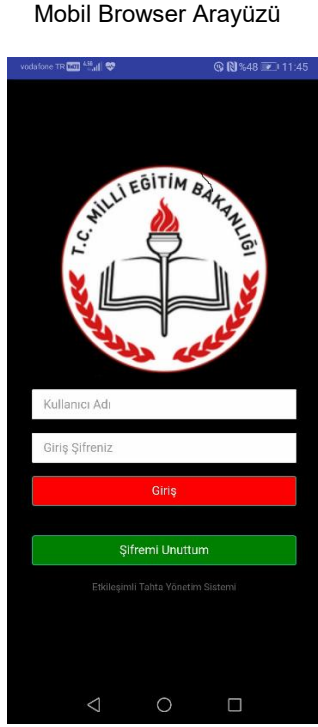 Mobil Browser Arayüzü
vodafone TR %48 11:45
T.C. MİLLİ EĞİTİM BAKANLIĞI
Kullanıcı Adı
Giriş Şifreniz
Giriş
Şifremi Unuttum
Etkileşimli Tahta Yönetim Sistemi